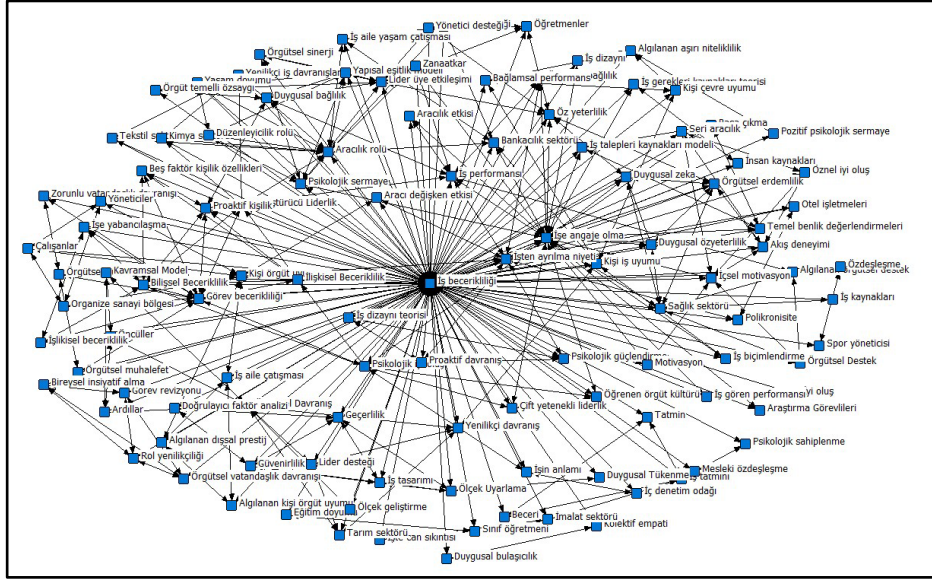 Yönetici desteğiği
Öğretmenler
İş aile yaşam çatışması
Örgütsel sinerji
Algılanan aşırı niteliklilik
İş dizaynı
Zanaatkar
Yenilikçi iş davranışları
Yapısal eşitlik modeli
Lider üye etkileşimi
Bağlamsal performans
İş gerekleri kaynakları teorisi
Kişi çevre uyumu
Örgüt temelli özsaygı
Duygusal bağlılık
Aracılık etkisi
Öz yeterlilik
Tekstil
Kimya
Düzenleyicilik rolü
Bankacılık sektörü
Seri aracılık
Pozitif psikolojik sermaye
Aracılık rolü
İş talepleri kaynakları modeli
İnsan kaynakları
Öznel iyi oluş
Beş faktör kişilik özellikleri
Psikolojik sermaye
İş performansı
Duygusal zeka
Örgütsel erdemlilik
Zorunlu
Yöneticiler
Proaktif kişilik
Liderlik
Aracı değişken etkisi
Otel işletmeleri
İşe yabancılaşma
İşe angaje olma
Temel benlik değerlendirmeleri
Çalışanlar
Duygusal özyeterlilik
Akış deneyimi
İşten ayrılma niyeti
Kişi iş uyumu
Özdeşleşme
Kavramsal Model
Bilişsel Beceriklilik
Kişi örgüt
İlişkisel Beceriklilik
İş becerikliliği
İçsel motivasyon
Organize sanayi bölgesi
Görev becerikliliği
Sağlık sektörü
İş kaynakları
İş dizaynı teorisi
Polikronisite
İşlikisel beceriklilik
Öncüller
Spor yöneticisi
Örgütsel muhalefet
Psikolojik
Proaktif davranış
Psikolojik güçlendirme
Motivasyon
İş biçimlendirme
Örgütsel Destek
Bireysel insiyatif alma
Görev revizyonu
İş aile çatışması
Öğrenen örgüt kültürü
İş gören performansı
Ardıllar
Doğrulayıcı faktör analizi
Davranış
Geçerlilik
Çift yetenekli liderlik
Tatmin
Araştırma Görevlileri
Algılanan dışsal prestij
Yenilikçi davranış
Psikolojik sahiplenme
Rol yenilikçiliği
Güvenirlilik
Lider desteği
İşin anlamı
Mesleki özdeşleşme
Örgütsel vatandaşlık davranışı
İş tasarımı
Ölçek Uyarlama
Duygusal
İş tatmini
İç denetim odağı
Algılanan kişi örgüt uyumu
Ölçek geliştirme
Eğitim
Beceri
İmalat sektörü
Kolektif empati
Tarım sektörü
Sınıf öğretmeni
Duygusal bulaşıcılık